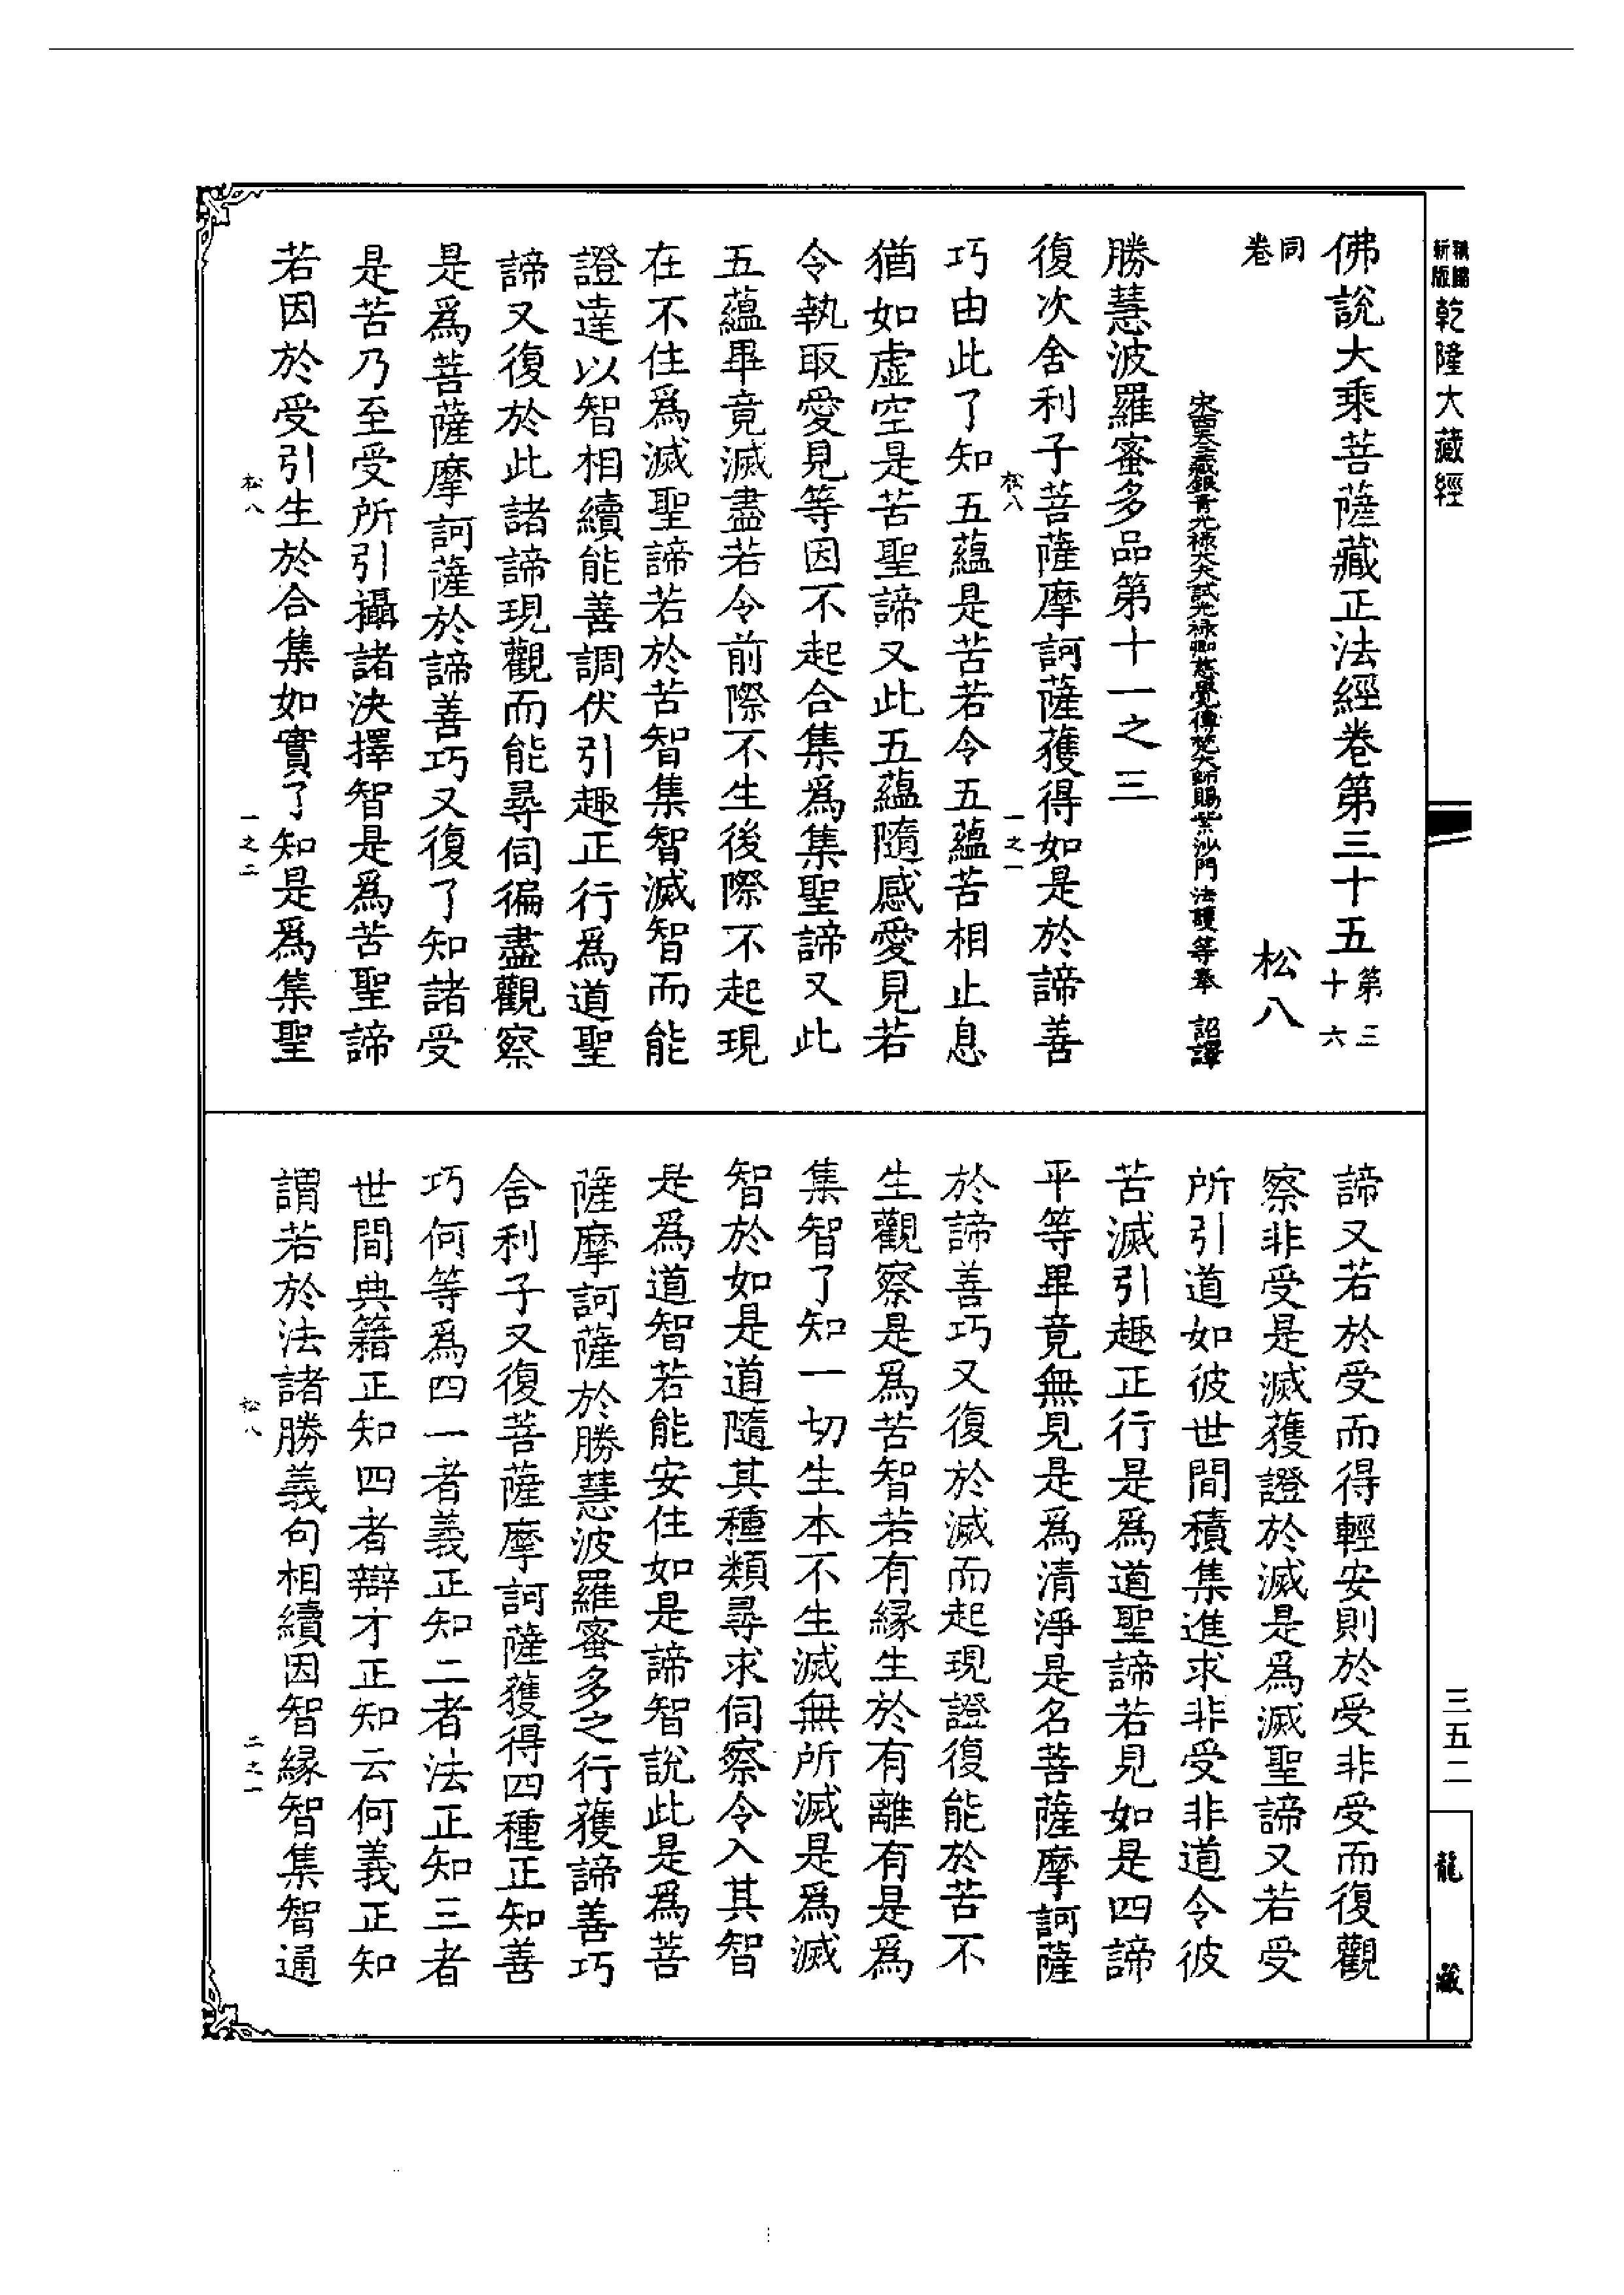 新版
乾隆大藏經
佛說大乘菩薩藏正法經卷第三十五 第三十六
同卷 松八
宋西天三藏銀青光祿大夫試光祿卿慈覺傳梵大師賜紫沙門法護等奉 詔譯
勝慧波羅蜜多品第十一之三
復次舍利子菩薩摩訶薩獲得如是於諦善
松八 一之一
巧由此了知五蘊是苦若令五蘊苦相止息
猶如虛空是苦聖諦又此五蘊隨感愛見若
令執取愛見等因不起合集為集聖諦又此
五蘊畢竟滅盡若令前際不生後際不起現
在不住為滅聖諦若於苦智集智滅智而能
證達以智相續能善調伏引趣正行為道聖
諦又復於此諸諦現觀而能尋伺徧盡觀察
是為菩薩摩訶薩於諦善巧又復了知諸受
是苦乃至受所引攝諸決擇智是為苦聖諦
若因於受引生於合集如實了知是為集聖
松八 一之二
諦又若於受而得輕安則於受非受而復觀
察非受是滅獲證於滅是為滅聖諦又若受
所引道如彼世間積集進求非受非道令彼
苦滅引趣正行是為道聖諦若見如是四諦
平等畢竟無見是為清淨是名菩薩摩訶薩
於諦善巧又復於滅而起現證復能於苦不
生觀察是為苦智若有緣生於有離有是為
集智了知一切生本不生滅無所滅是為滅
智於如是道隨其種類尋求伺察令入其智
是為道智若能安住如是諦智說此是為菩
薩摩訶薩於勝慧波羅蜜多之行獲諦善巧
舍利子又復菩薩摩訶薩獲得四種正知善
巧何等為四一者義正知二者法正知三者
世間典籍正知四者辯才正知云何義正知
謂若於法諸勝義句相續因智緣智集智通
松八 二之一
三五二
龍藏